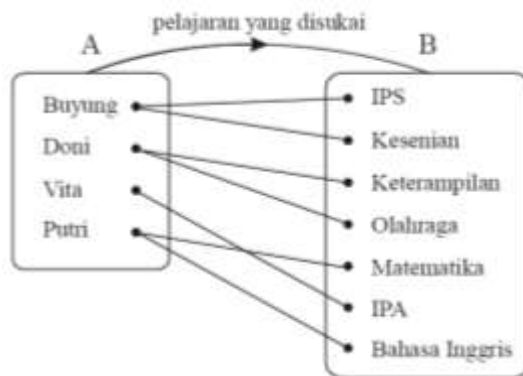 pelajaran yang disukai
A
B
Buyung
Doni
Vita
Putri
IPS
Kesenian
Keterampilan
Olahraga
Matematika
IPA
Bahasa Inggris